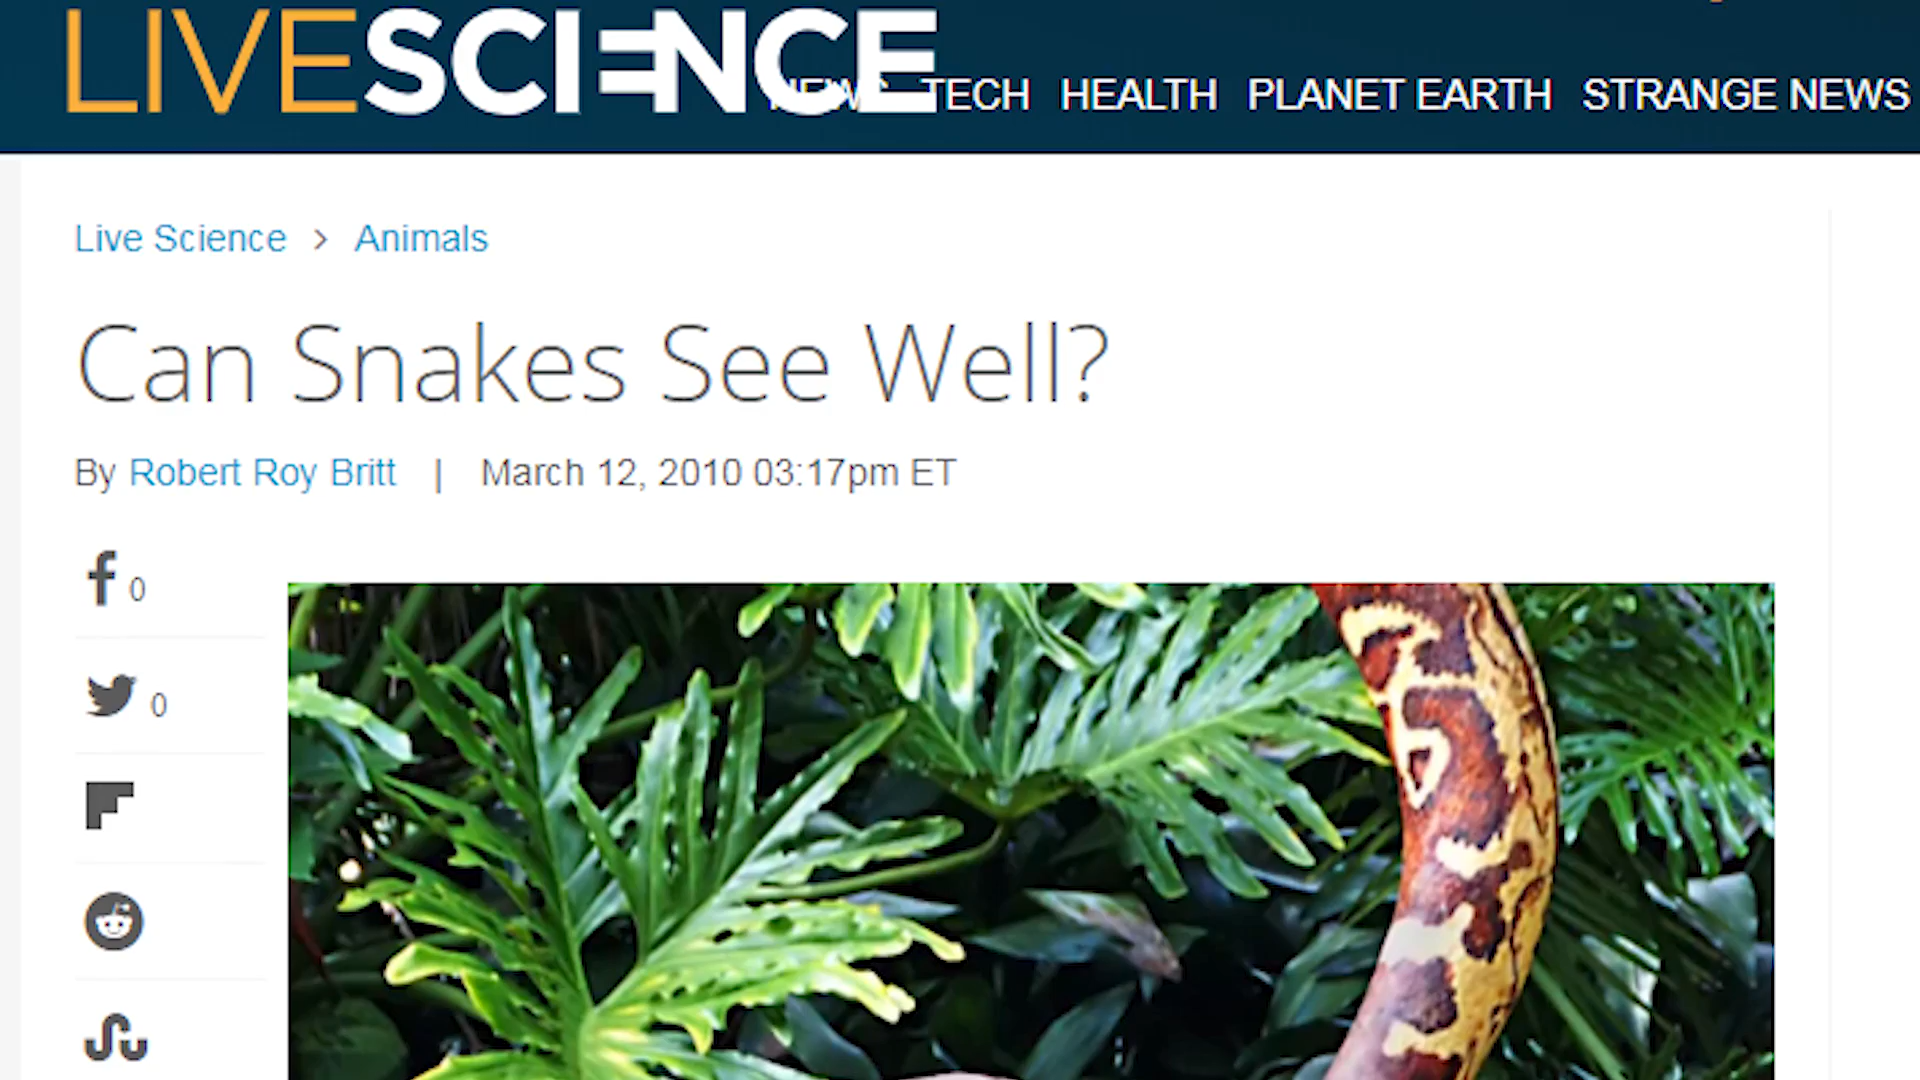 LIVESCIENCE
NEWS TECH HEALTH PLANET EARTH STRANGE NEWS
Live Science > Animals
Can Snakes See Well?
By Robert Roy Britt | March 12, 2010 03:17pm ET
0
0